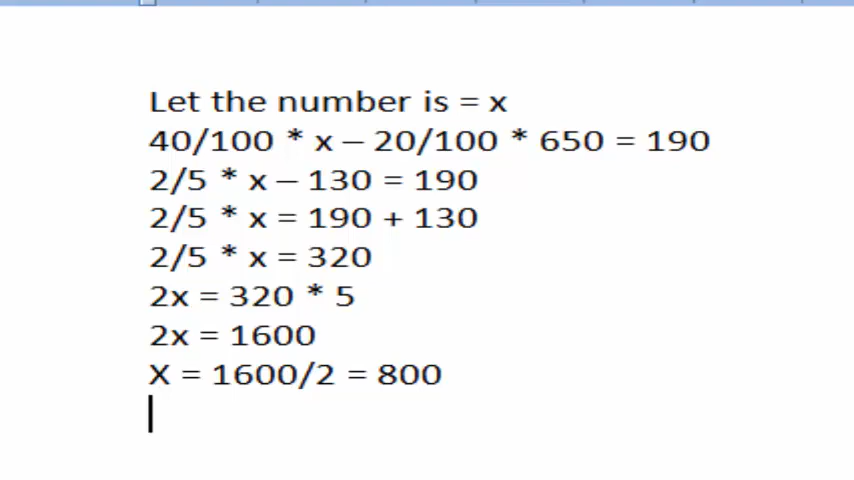 Let the number is = x
40/100 * x – 20/100 * 650 = 190
2/5 * x – 130 = 190
2/5 * x = 190 + 130
2/5 * x = 320
2x = 320 * 5
2x = 1600
X = 1600/2 = 800